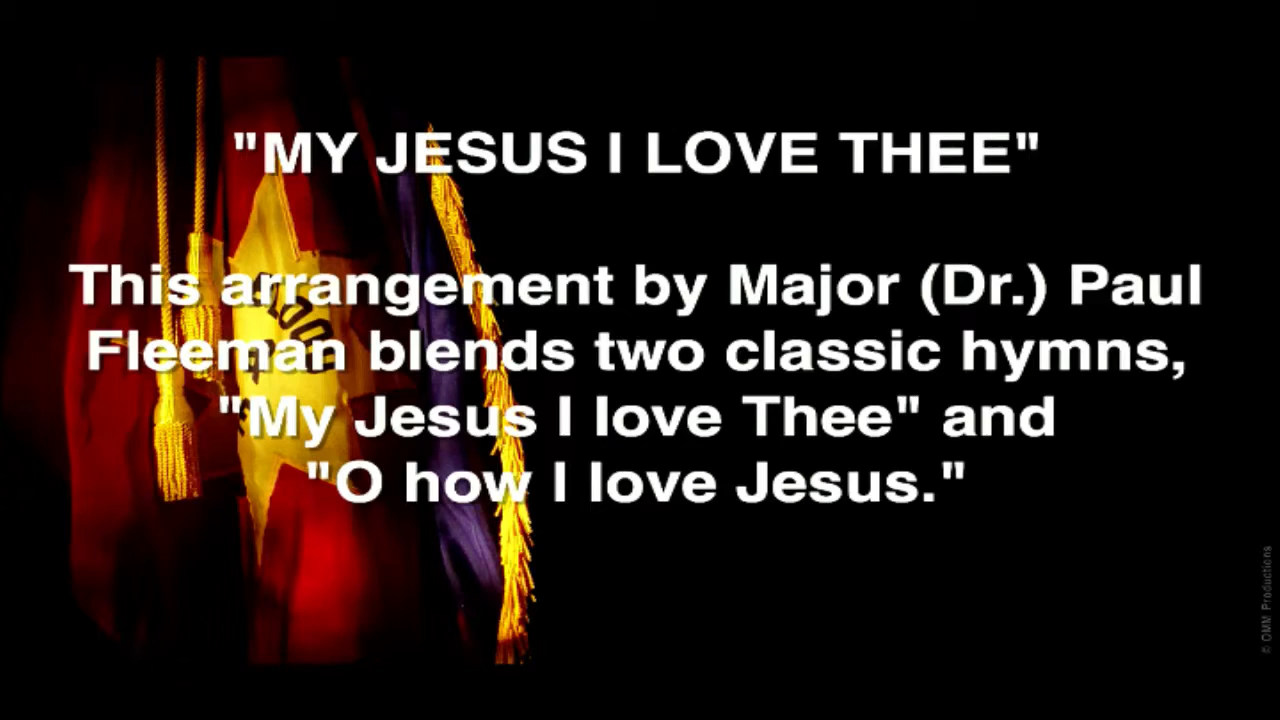 "MY JESUS I LOVE THEE"
This arrangement by Major (Dr.) Paul
Fleeman blends two classic hymns,
"My Jesus I love Thee" and
"O how I love Jesus."
© OMM Productions